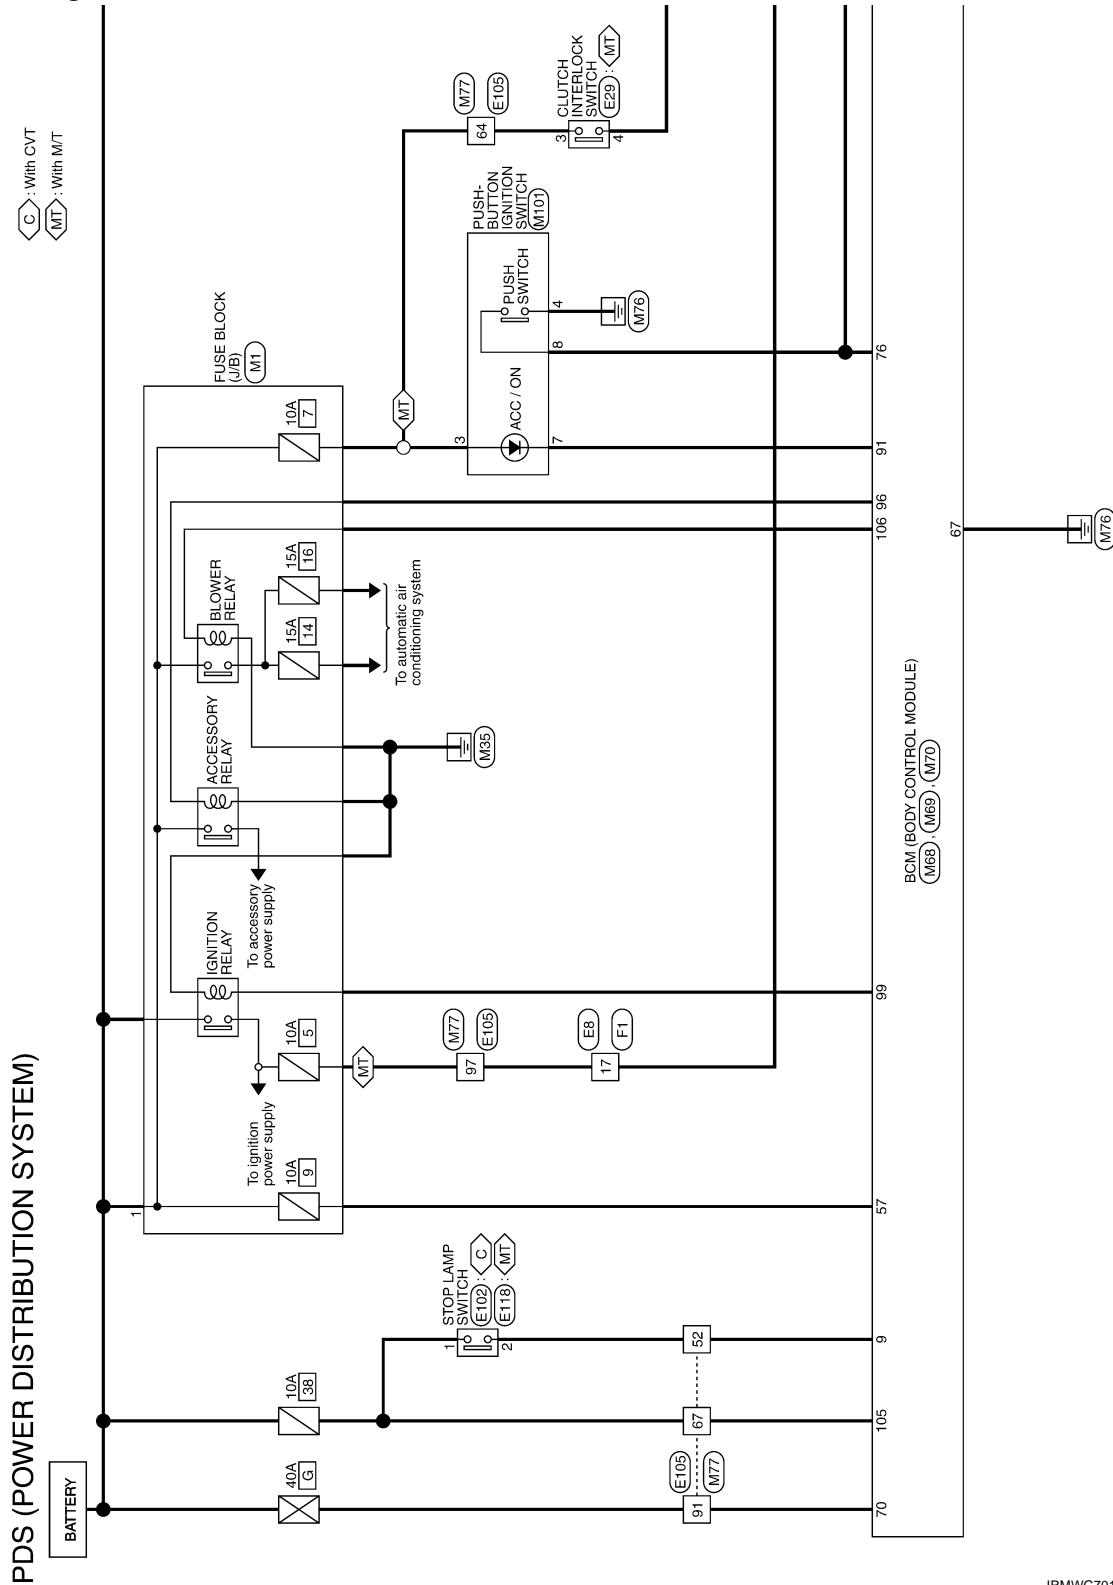 PDS (POWER DISTRIBUTION SYSTEM)
C : With CVT
MT : With M/T
BATTERY
40A
G
10A
38
STOP LAMP
SWITCH
E102 : C
E118 : MT
1
2
E105
M77
91
67
52
FUSE BLOCK
(J/B)
M1
1
10A
9
To ignition
power supply
10A
5
IGNITION
RELAY
To accessory
power supply
ACCESSORY
RELAY
BLOWER
RELAY
15A
14
15A
16
10A
7
MT
M77
E105
97
E8
F1
17
M35
To automatic air
conditioning system
MT
PUSH-
BUTTON
IGNITION
SWITCH
M101
3
ACC / ON
7
PUSH
SWITCH
8
4
M76
M77
E105
64
CLUTCH
INTERLOCK
SWITCH
E29 : MT
3
4
70
105
9
57
99
106
96
91
76
BCM (BODY CONTROL MODULE)
M68 , M69 , M70
67
M76